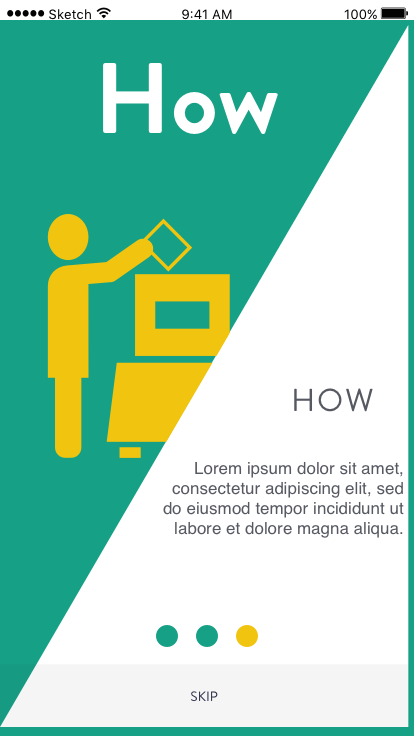 Sketch 9:41 AM 100%
How
HOW
Lorem ipsum dolor sit amet,
consectetur adipiscing elit, sed
do eiusmod tempor incididunt ut
labore et dolore magna aliqua.
SKIP